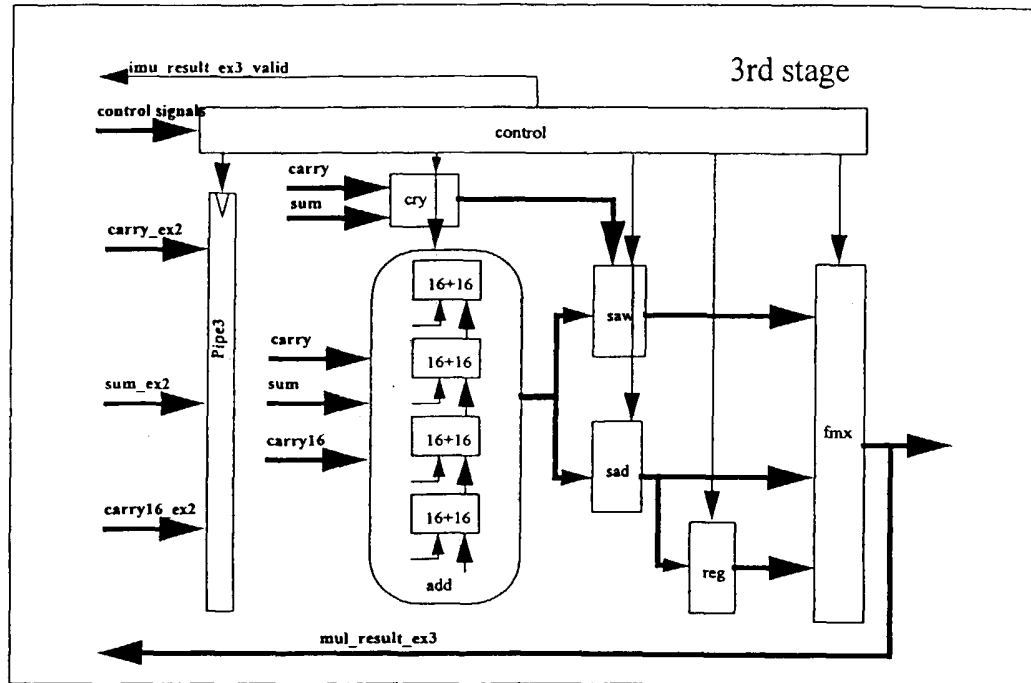 3rd stage
imu_result_ex3_valid
control signals
control
carry
sum
cry
carry_ex2
16+16
saw
Pipe3
carry
16+16
sum_ex2
sum
carry16
16+16
sad
fmx
carry16_ex2
16+16
reg
add
mul_result_ex3